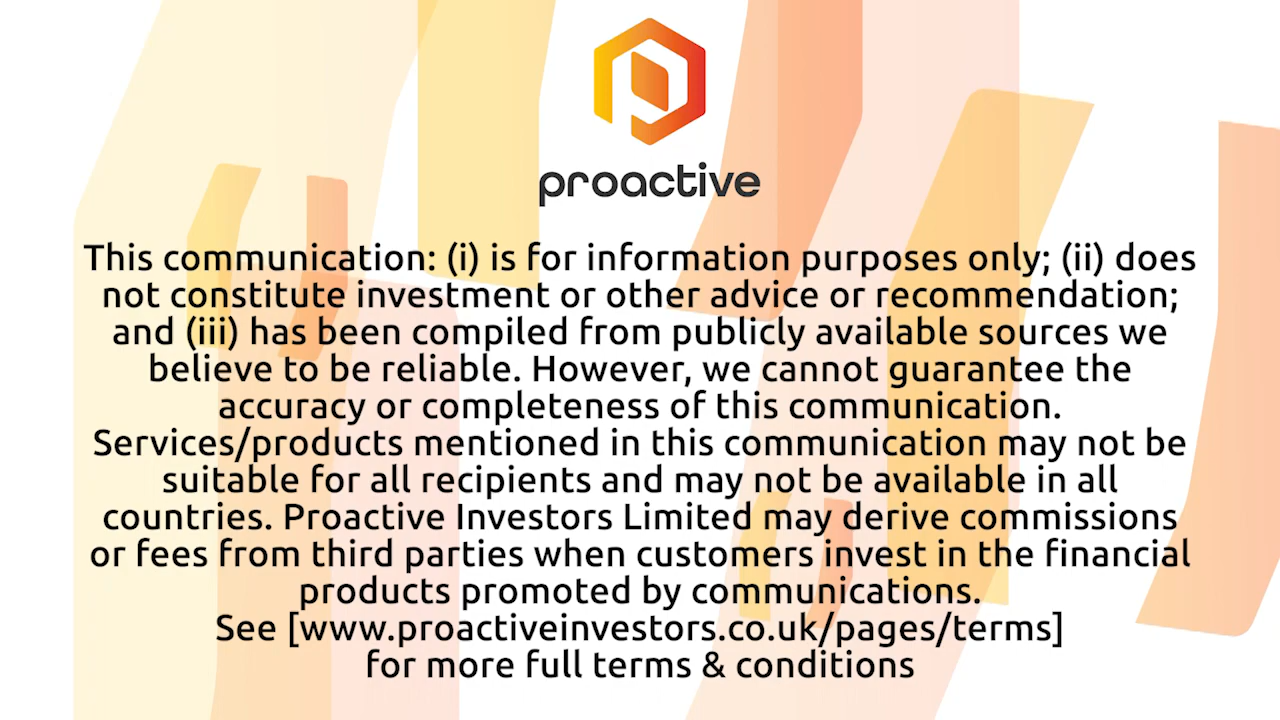 proactive
This communication: (i) is for information purposes only; (ii) does
not constitute investment or other advice or recommendation;
and (iii) has been compiled from publicly available sources we
believe to be reliable. However, we cannot guarantee the
accuracy or completeness of this communication.
Services/products mentioned in this communication may not be
suitable for all recipients and may not be available in all
countries. Proactive Investors Limited may derive commissions
or fees from third parties when customers invest in the financial
products promoted by communications.
See [www.proactiveinvestors.co.uk/pages/terms]
for more full terms & conditions